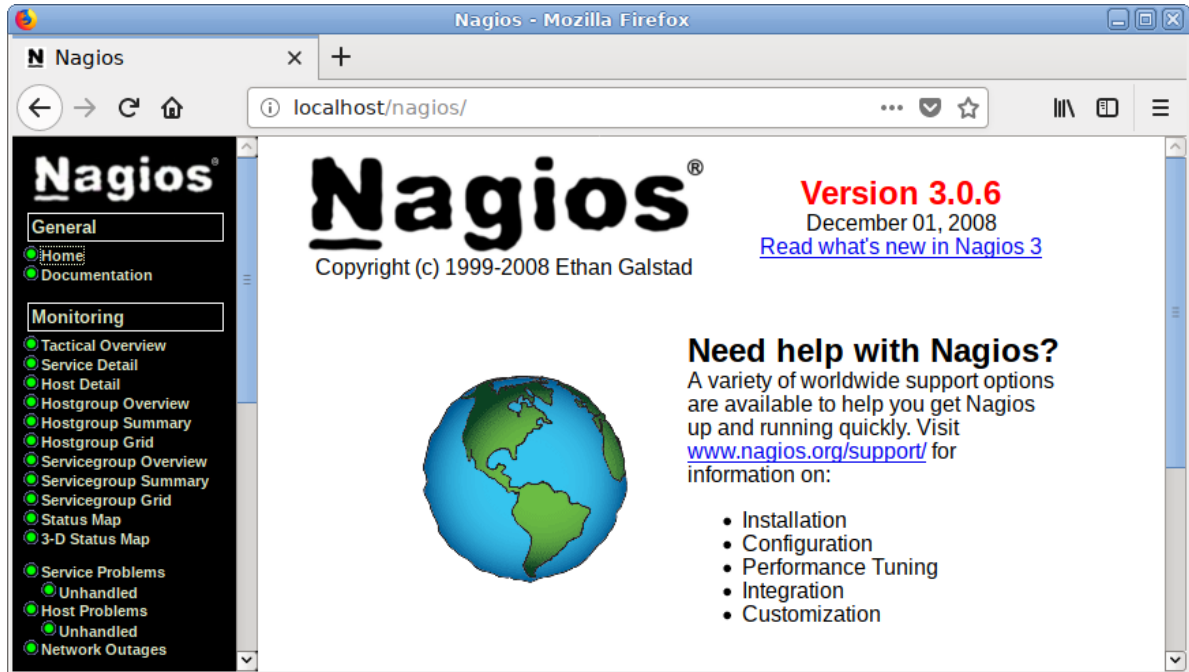 Nagios - Mozilla Firefox
N Nagios
localhost/nagios/
Nagios®
General
Home
Documentation
Monitoring
Tactical Overview
Service Detail
Host Detail
Hostgroup Overview
Hostgroup Summary
Hostgroup Grid
Servicegroup Overview
Servicegroup Summary
Servicegroup Grid
Status Map
3-D Status Map
Service Problems
Unhandled
Host Problems
Unhandled
Network Outages
Nagios®
Copyright (c) 1999-2008 Ethan Galstad
Version 3.0.6
December 01, 2008
Read what's new in Nagios 3
Need help with Nagios?
A variety of worldwide support options
are available to help you get Nagios
up and running quickly. Visit
www.nagios.org/support/ for
information on:
• Installation
• Configuration
• Performance Tuning
• Integration
• Customization